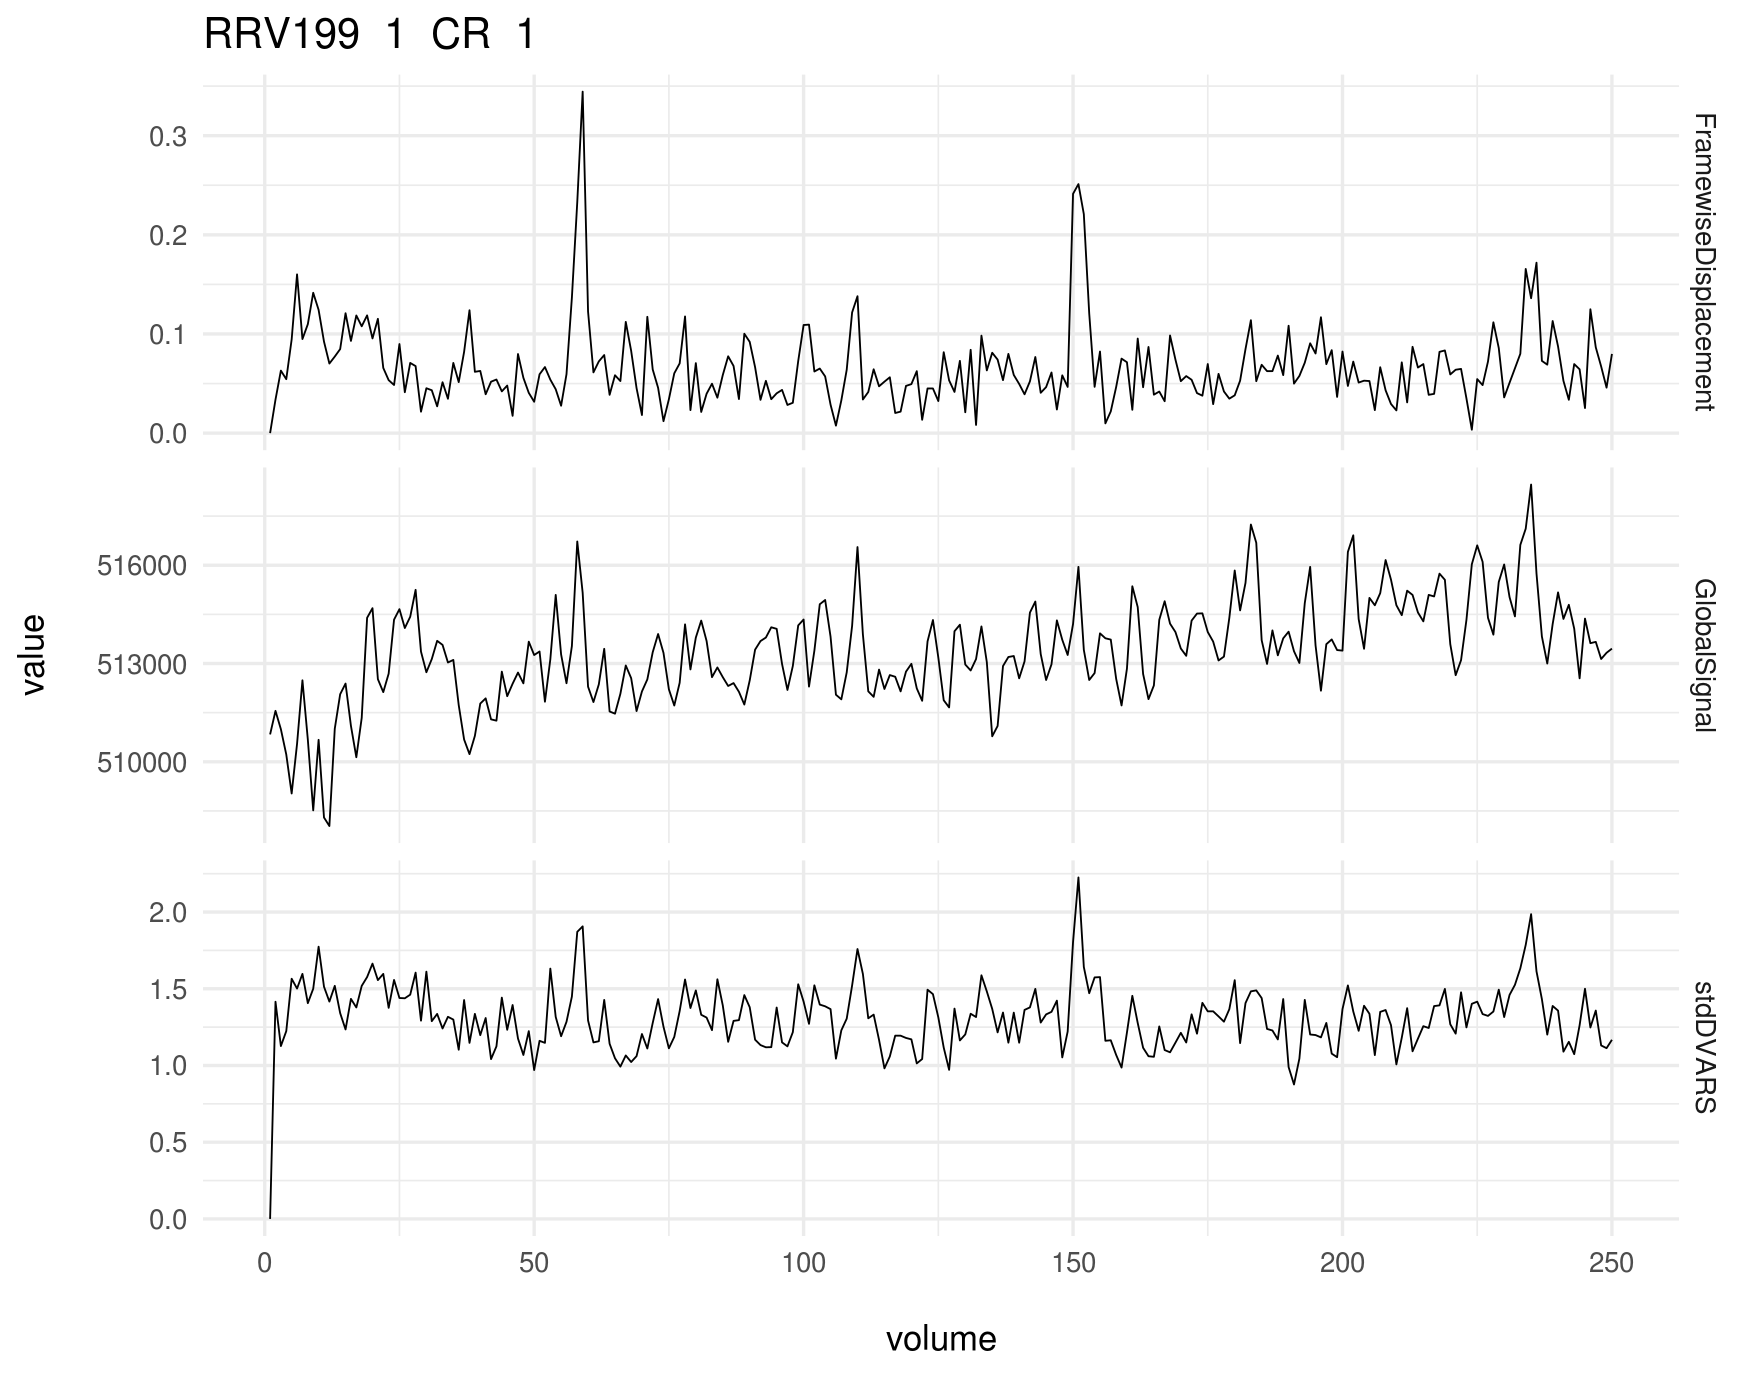 RRV199 1 CR 1
value
0.3
0.2
0.1
0.0
FramewiseDisplacement
516000
513000
510000
GlobalSignal
2.0
1.5
1.0
0.5
0.0
stdDVARS
0 50 100 150 200 250
volume